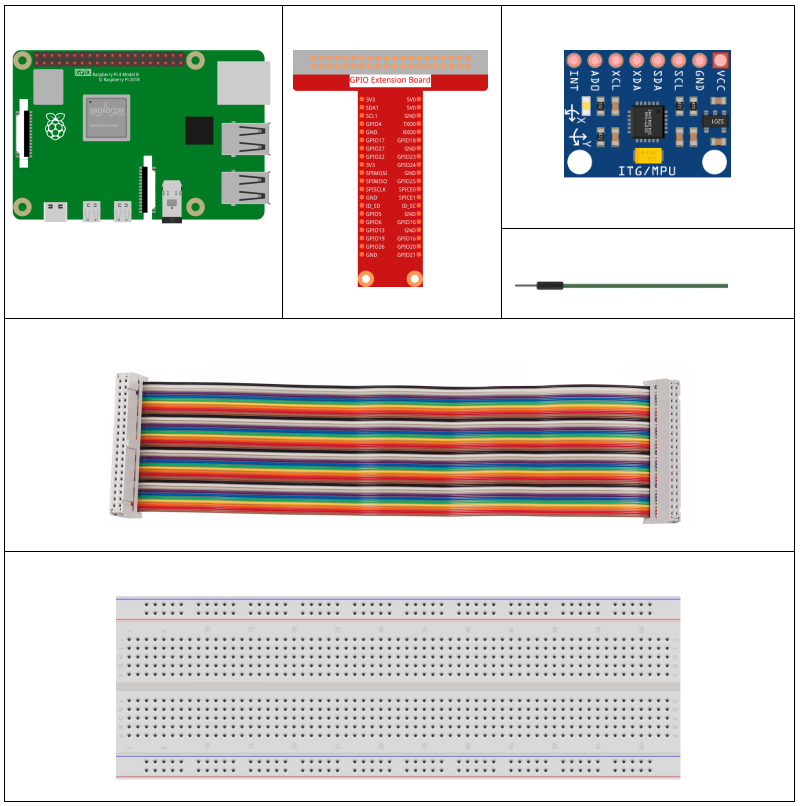 GPIO
Raspberry Pi 4 Model B
© Raspberry Pi 2018
BROADCOM
GPIO Extension Board
3V3 5V0
SDA1 5V0
SCL1 GND
GPIO4 TXD0
GND RXD0
GPIO17 GPIO18
GPIO27 GND
GPIO22 GPIO23
3V3 GPIO24
SPIMOSI GND
SPIMISO GPIO25
SPISCLK SPICE0
GND SPICE1
ID_SD ID_SC
GPIO5 GND
GPIO6 GPIO16
GPIO13 GND
GPIO19 GPIO16
GPIO26 GPIO20
GND GPIO21
INT ADO XCL XDA SDA SCL GND VCC
X
Y
S201
ITG/MPU